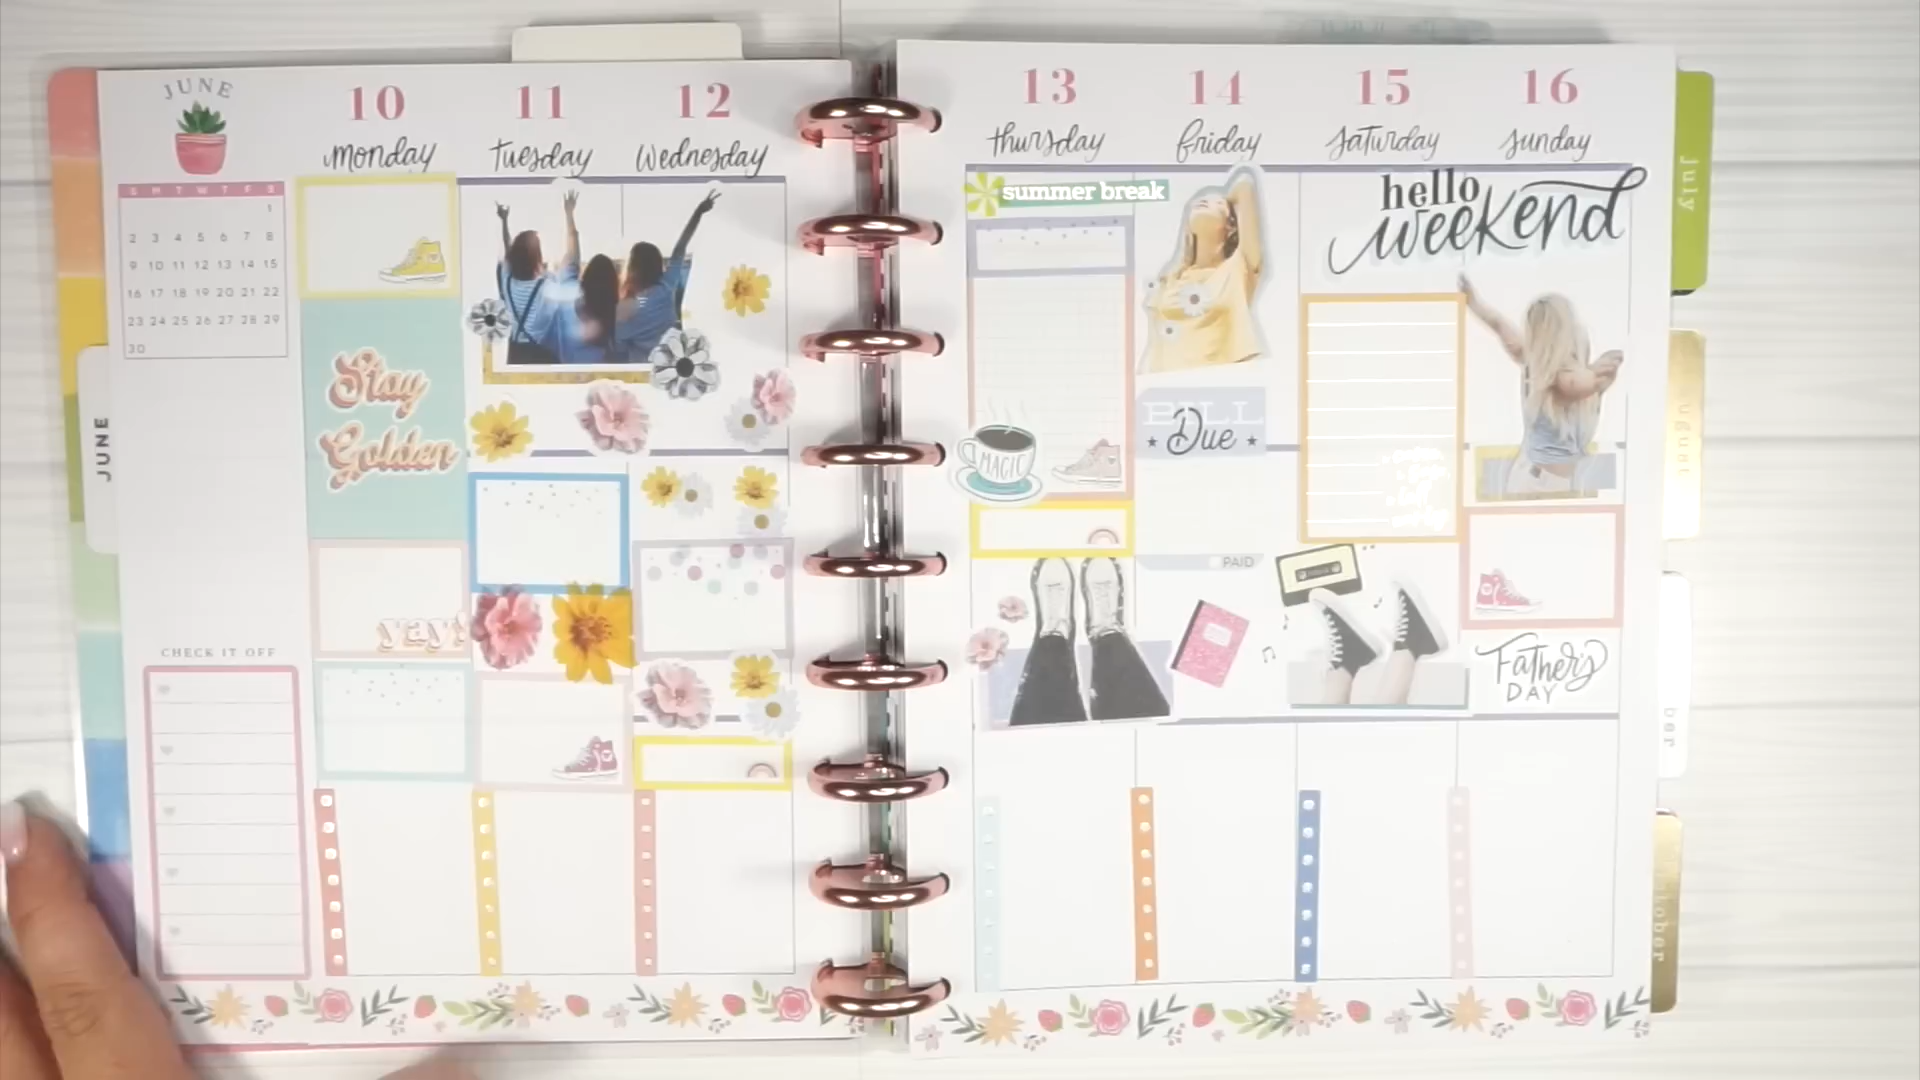 JUNE
10 11 12
monday tuesday wednesday
S M T W T F S
1
2 3 4 5 6 7 8
9 10 11 12 13 14 15
16 17 18 19 20 21 22
23 24 25 26 27 28 29
30
JUNE
Stay
Golden
yay!
CHECK IT OFF
13 14 15 16
thursday friday saturday sunday
summer break
hello
weekend
BILL
Due
MAGIC
PAID
Father's
DAY
July
ber